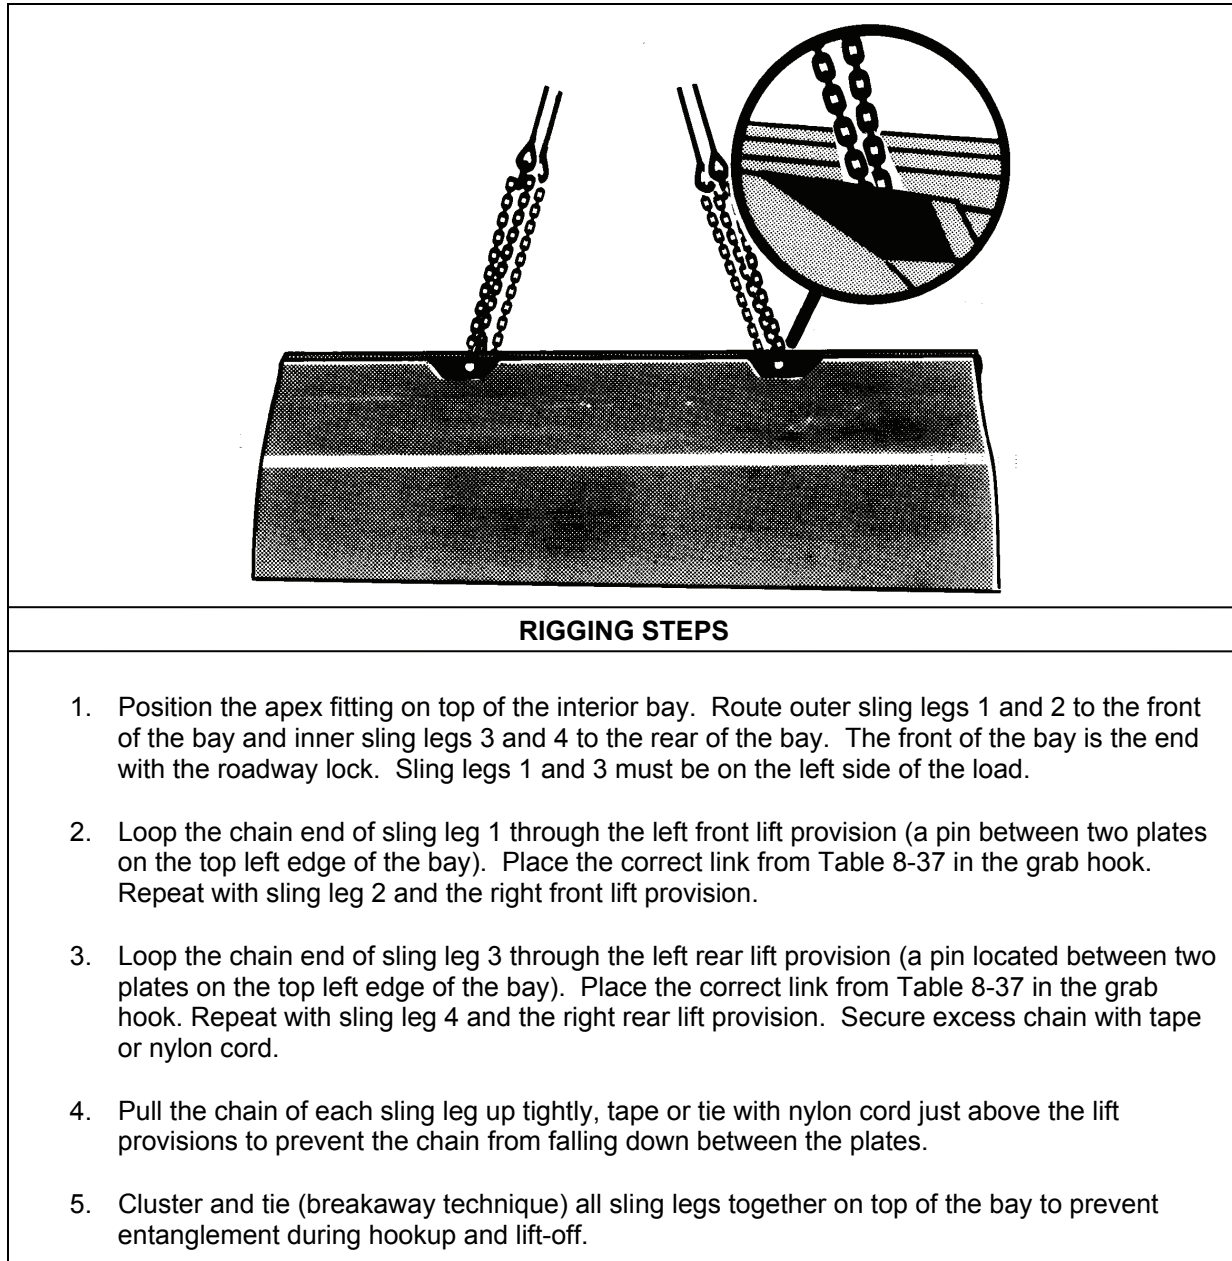 RIGGING STEPS
1. Position the apex fitting on top of the interior bay. Route outer sling legs 1 and 2 to the front
of the bay and inner sling legs 3 and 4 to the rear of the bay. The front of the bay is the end
with the roadway lock. Sling legs 1 and 3 must be on the left side of the load.
2. Loop the chain end of sling leg 1 through the left front lift provision (a pin between two plates
on the top left edge of the bay). Place the correct link from Table 8-37 in the grab hook.
Repeat with sling leg 2 and the right front lift provision.
3. Loop the chain end of sling leg 3 through the left rear lift provision (a pin located between two
plates on the top left edge of the bay). Place the correct link from Table 8-37 in the grab
hook. Repeat with sling leg 4 and the right rear lift provision. Secure excess chain with tape
or nylon cord.
4. Pull the chain of each sling leg up tightly, tape or tie with nylon cord just above the lift
provisions to prevent the chain from falling down between the plates.
5. Cluster and tie (breakaway technique) all sling legs together on top of the bay to prevent
entanglement during hookup and lift-off.